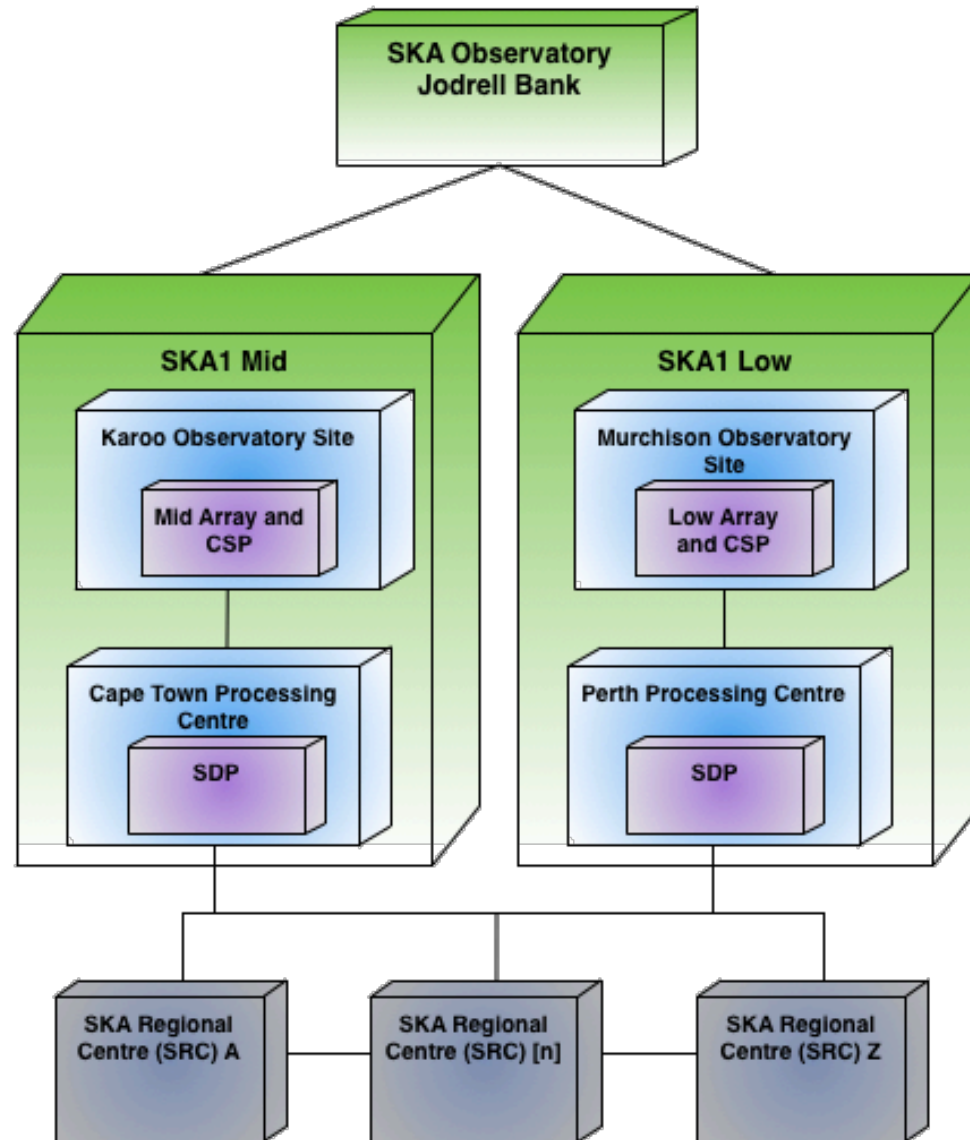 SKA Observatory
Jodrell Bank
SKA1 Mid
Karoo Observatory Site
Mid Array and
CSP
Cape Town Processing
Centre
SDP
SKA1 Low
Murchison Observatory
Site
Low Array
and CSP
Perth Processing Centre
SDP
SKA Regional
Centre (SRC) A
SKA Regional
Centre (SRC) [n]
SKA Regional
Centre (SRC) Z